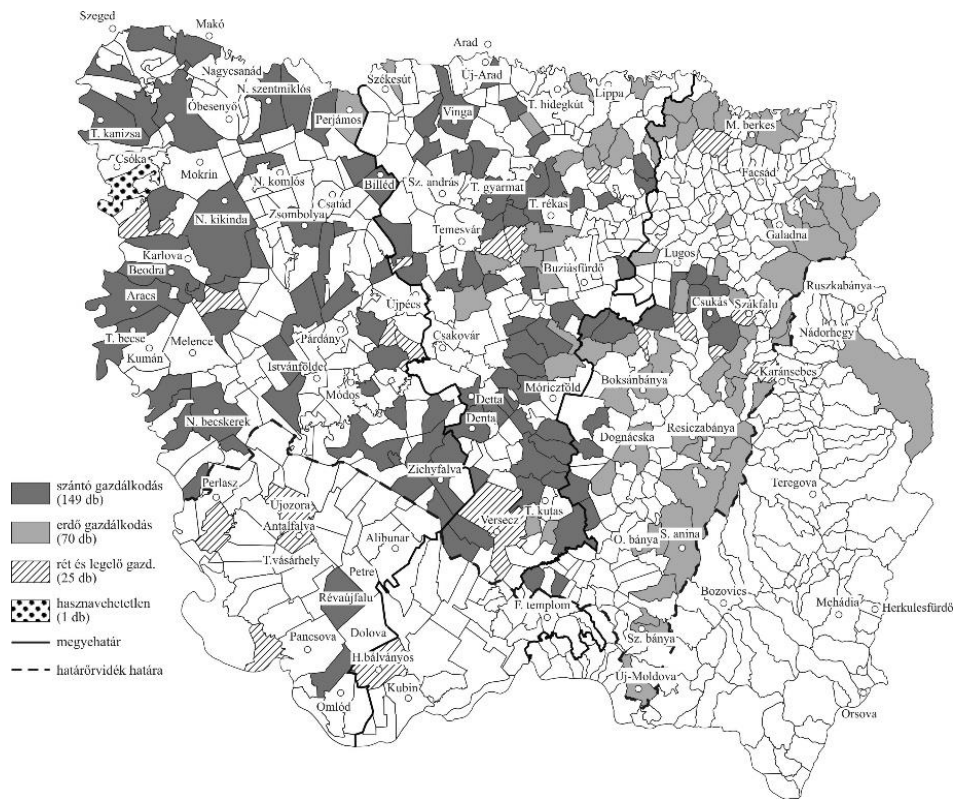 Szeged
Makó
Arad
Nagycsanád
Székesút
Új-Arad
N. szentmiklós
T. hidegkút
Lippa
Óbesenyő
Perjámos
Vinga
M. berkes
T. kanizsa
Csóka
Mokrin
N. komlós
Billéd
Sz. andrás
T. gyarmat
Facsád
Csatád
N. kikinda
Zsombolya
T. rékas
Temesvár
Galadna
Karlova
Lugos
Buziásfürdő
Beodra
Ruszkabánya
Aracs
Újpécs
Csukás
Szákfalu
T. becse
Párdány
Nádorhegy
Melence
Csakovár
Kumán
Istvánfölde
Karánsebes
Módos
Móriczföld
Boksánbánya
Detta
N. becskerek
Denta
Dognácska
Resiczabánya
Zichyfalva
Perlasz
Teregova
Újozora
Antalfalva
Versecz
T. kutas
Alibunar
O. bánya
S. anina
T.vásárhely
Petre
Révaújfalu
Bozovics
Mehádia
Herkulesfürdő
F. templom
Pancsova
Dolova
Sz. bánya
H.bálványos
Új-Moldova
Kubin
Omlód
Orsova
szántó gazdálkodás
(149 db)
erdő gazdálkodás
(70 db)
rét és legelő gazd.
(25 db)
hasznavehetetlen
(1 db)
megyehatár
határőrvidék határa